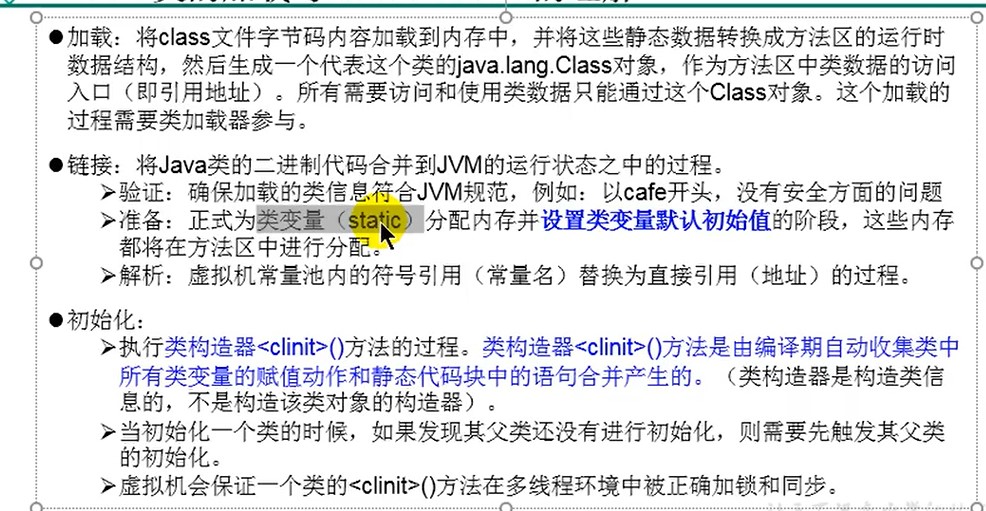 ●加载：将class文件字节码内容加载到内存中，并将这些静态数据转换成方法区的运行时
数据结构，然后生成一个代表这个类的java.lang.Class对象，作为方法区中类数据的访问
入口（即引用地址）。所有需要访问和使用类数据只能通过这个Class对象。这个加载的
过程需要类加载器参与。
●链接：将Java类的二进制代码合并到JVM的运行状态之中的过程。
➢验证：确保加载的类信息符合JVM规范，例如：以cafe开头，没有安全方面的问题
➢准备：正式为类变量（static）分配内存并设置类变量默认初始值的阶段，这些内存
都将在方法区中进行分配。
➢解析：虚拟机常量池内的符号引用（常量名）替换为直接引用（地址）的过程。
●初始化：
➢执行类构造器<clinit>()方法的过程。类构造器<clinit>()方法是由编译期自动收集类中
所有类变量的赋值动作和静态代码块中的语句合并产生的。（类构造器是构造类信
息的，不是构造该类对象的构造器）。
➢当初始化一个类的时候，如果发现其父类还没有进行初始化，则需要先触发其父类
的初始化。
➢虚拟机会保证一个类的<clinit>()方法在多线程环境中被正确加锁和同步。